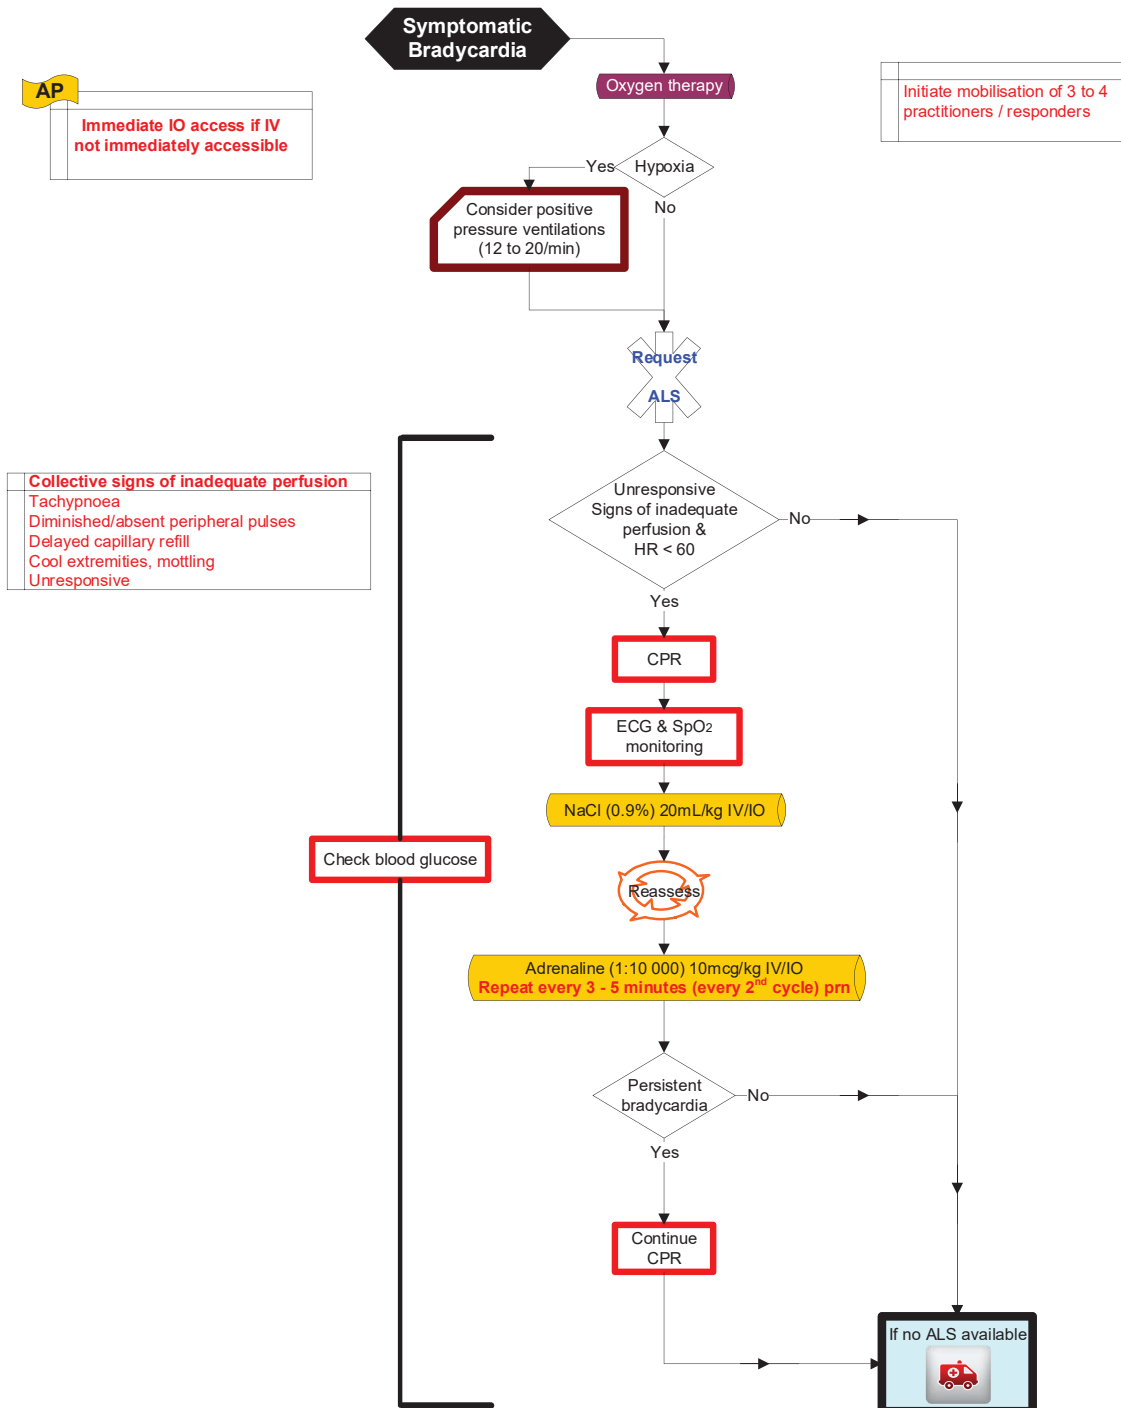 Symptomatic
Bradycardia
AP
Immediate IO access if IV
not immediately accessible
Oxygen therapy
Initiate mobilisation of 3 to 4
practitioners / responders
Hypoxia
Yes
No
Consider positive
pressure ventilations
(12 to 20/min)
Request
ALS
Collective signs of inadequate perfusion
Tachypnoea
Diminished/absent peripheral pulses
Delayed capillary refill
Cool extremities, mottling
Unresponsive
Unresponsive
Signs of inadequate
perfusion &
HR < 60
No
Yes
CPR
ECG & SpO2
monitoring
NaCl (0.9%) 20mL/kg IV/IO
Check blood glucose
Reassess
Adrenaline (1:10 000) 10mcg/kg IV/IO
Repeat every 3 - 5 minutes (every 2nd cycle) prn
Persistent
bradycardia
No
Yes
Continue
CPR
If no ALS available